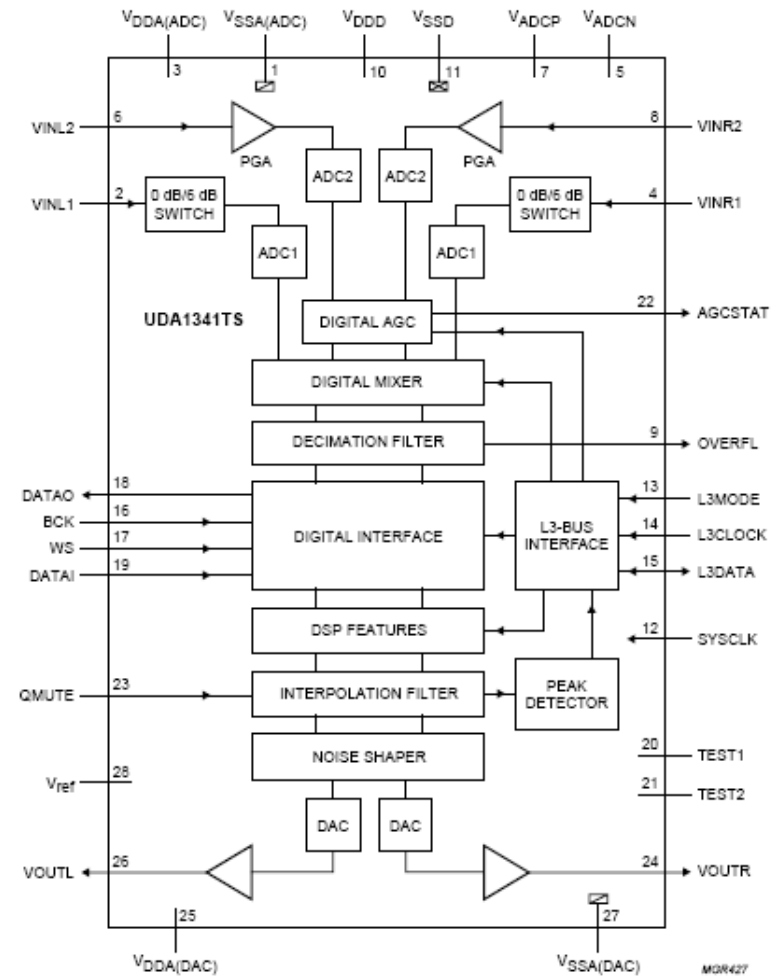 VDDA(ADC) VSSA(ADC) VDDD VSSD VADCP VADCN
3 1 10 11 7 5
VINL2 6 PGA PGA 8 VINR2
ADC2 ADC2
VINL1 2 0 dB/6 dB 0 dB/6 dB 4 VINR1
SWITCH SWITCH
ADC1 ADC1
UDA1341TS
DIGITAL AGC 22 AGCSTAT
DIGITAL MIXER
DECIMATION FILTER 9 OVERFL
DATAO 18
BCK 16
WS 17
DATAI 19
DIGITAL INTERFACE
L3-BUS
INTERFACE
13 L3MODE
14 L3CLOCK
15 L3DATA
DSP FEATURES
12 SYSCLK
QMUTE 23 INTERPOLATION FILTER
PEAK
DETECTOR
NOISE SHAPER
20 TEST1
21 TEST2
Vref 28
DAC DAC
VOUTL 26 24 VOUTR
25 27
VDDA(DAC) VSSA(DAC)
MGR427